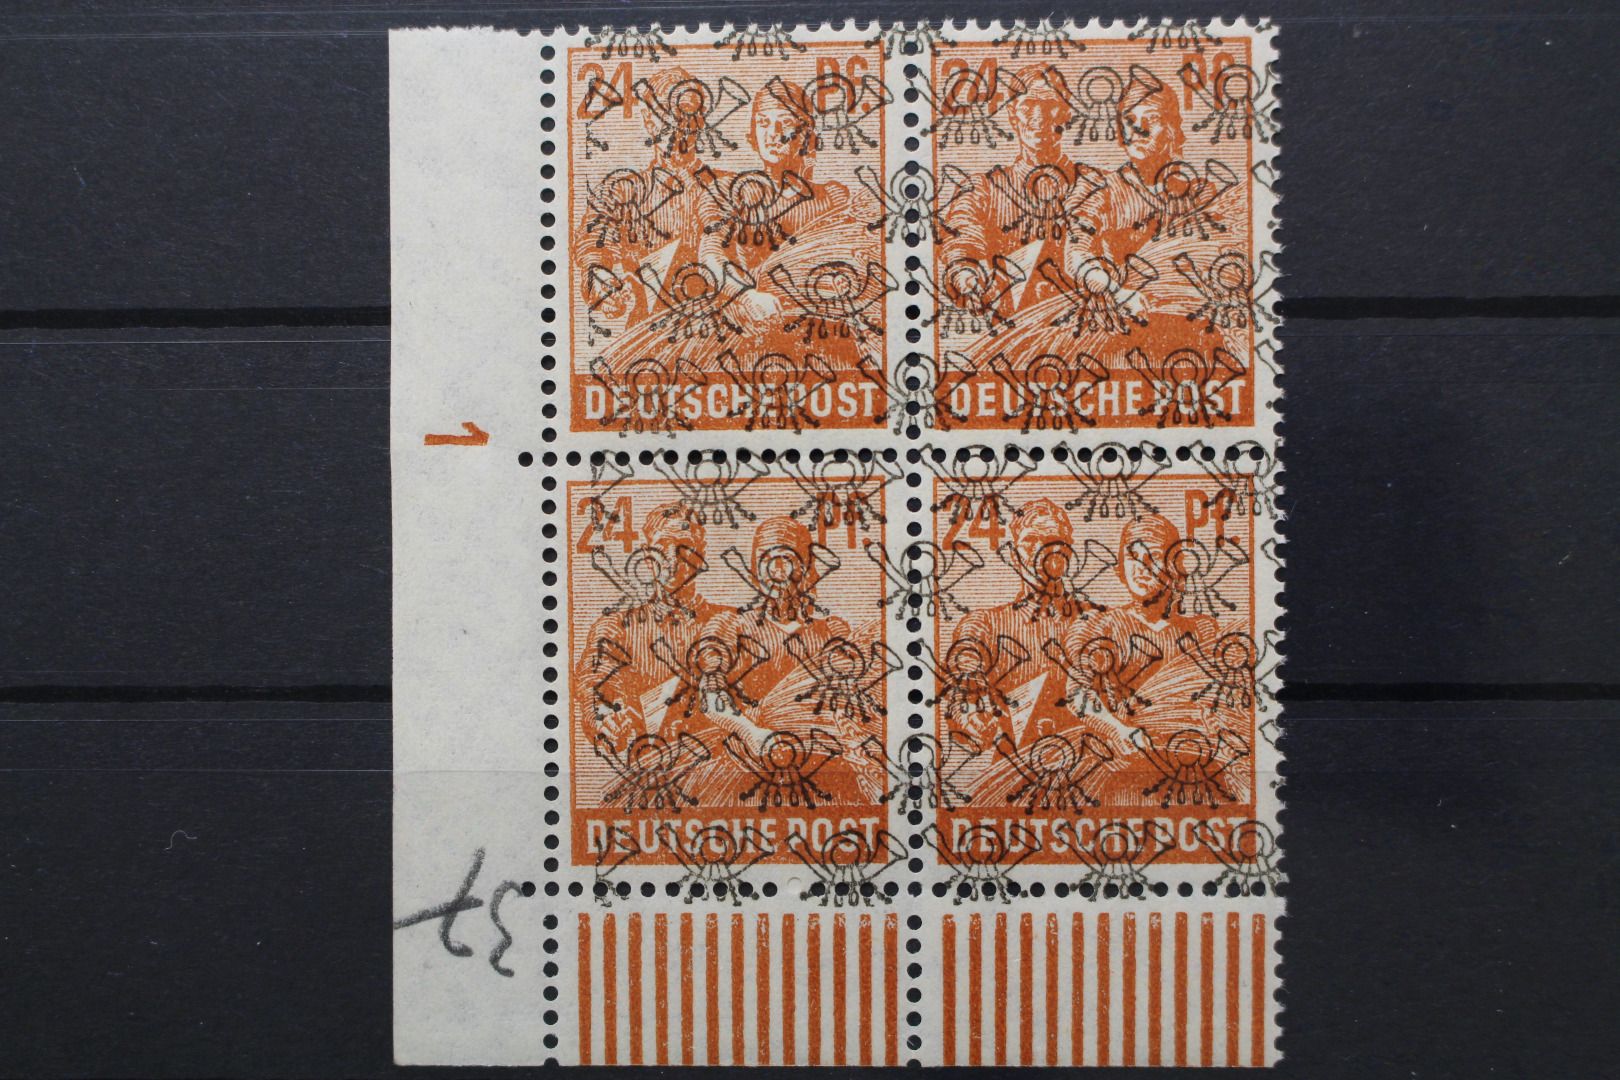 24 Pf. 24 Pf.
DEUTSCHE POST DEUTSCHE POST
1
24 Pf. 24 Pf.
DEUTSCHE POST DEUTSCHE POST
37